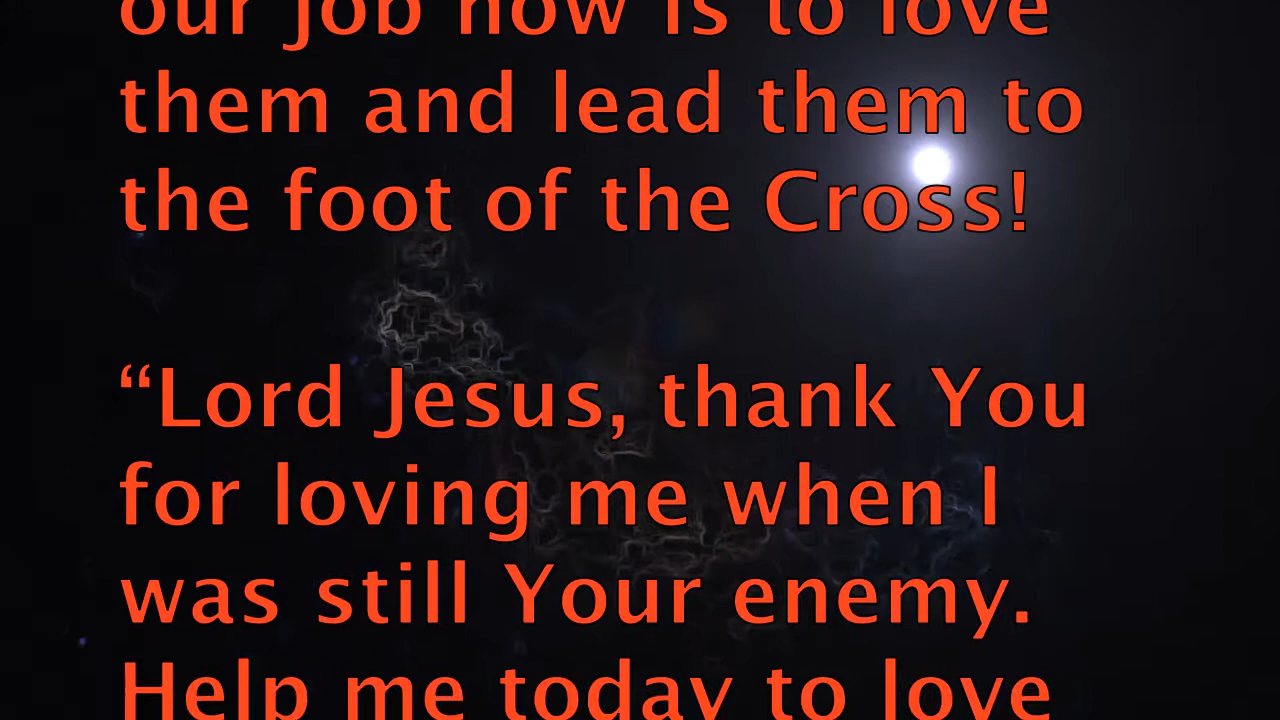 our job now is to love
them and lead them to
the foot of the Cross!
“Lord Jesus, thank You
for loving me when I
was still Your enemy.
Help me today to love